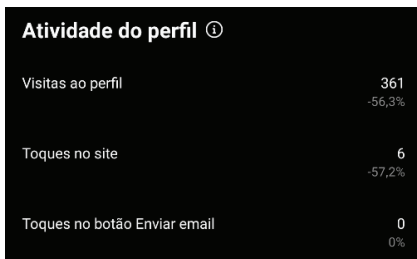 Atividade do perfil
Visitas ao perfil 361
-56,3%
Toques no site 6
-57,2%
Toques no botão Enviar email 0
0%